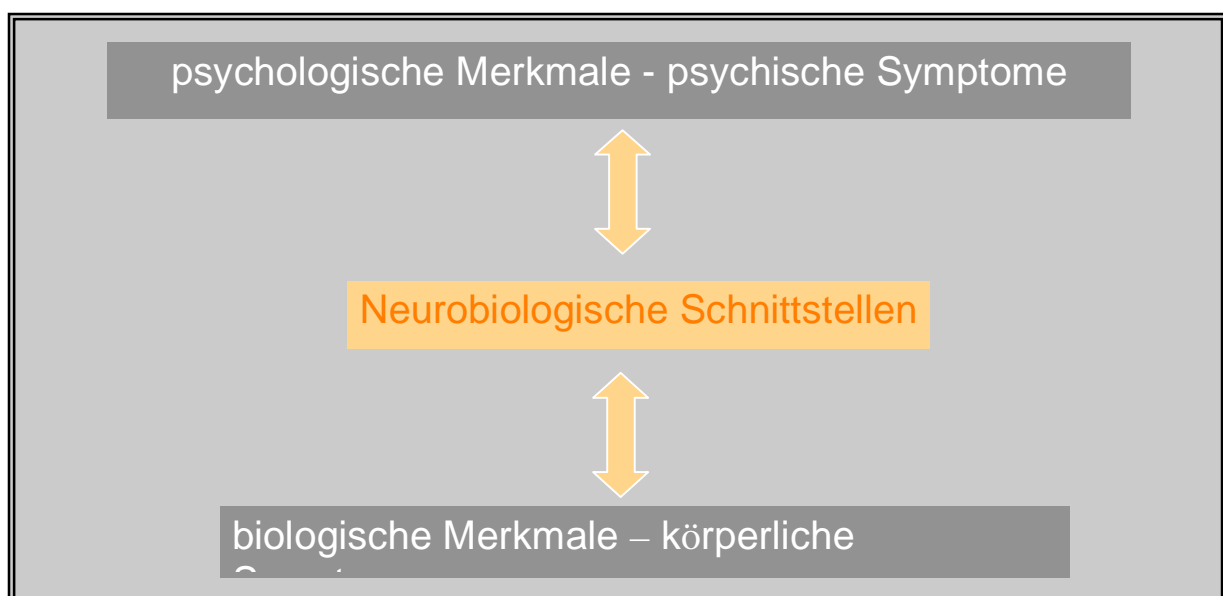 psychologische Merkmale - psychische Symptome
Neurobiologische Schnittstellen
biologische Merkmale – körperliche